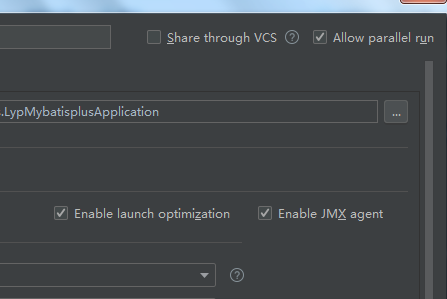 Share through VCS ? Allow parallel run
.LypMybatisplusApplication ...
Enable launch optimization Enable JMX agent
?